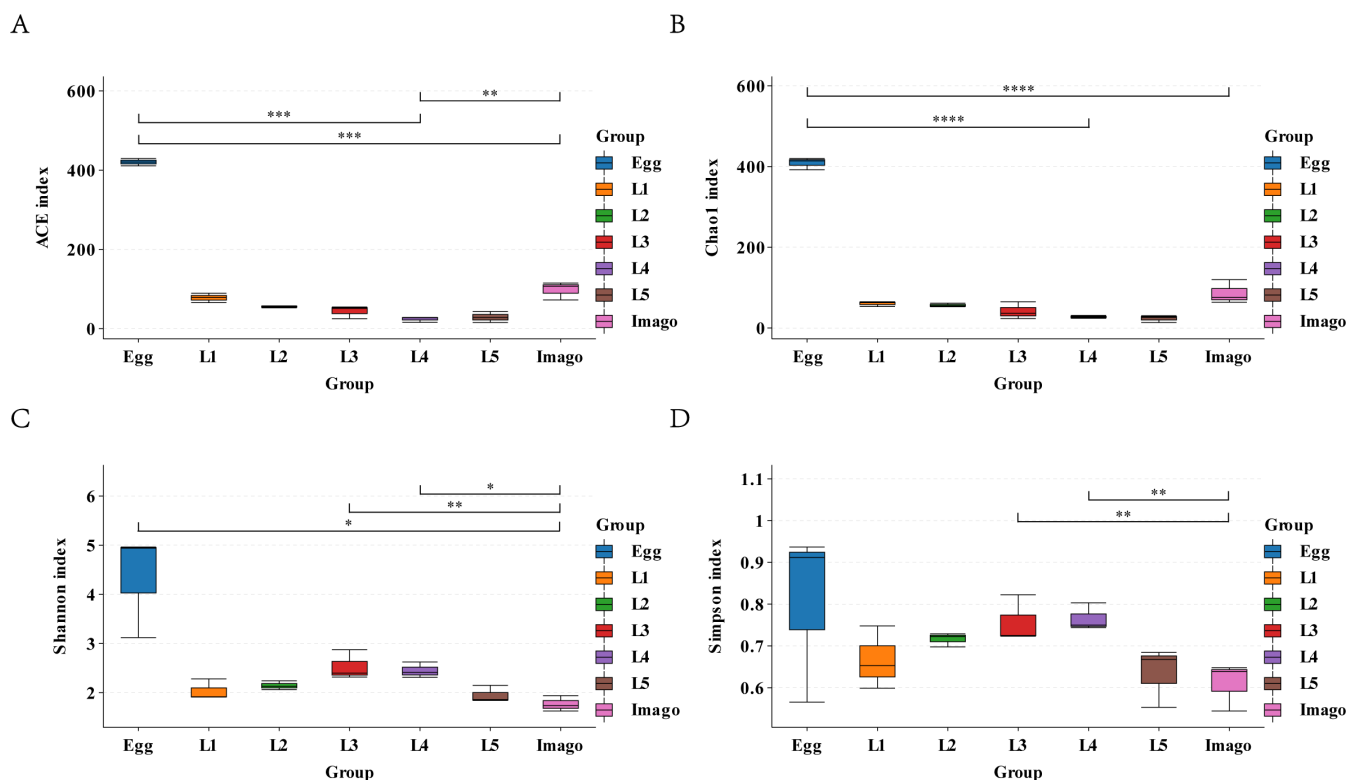 A
600
400
200
0
ACE index
***
***
**
Egg L1 L2 L3 L4 L5 Imago
Group
Group
Egg
L1
L2
L3
L4
L5
Imago
B
600
400
200
0
Chao1 index
****
****
Egg L1 L2 L3 L4 L5 Imago
Group
Group
Egg
L1
L2
L3
L4
L5
Imago
C
6
5
4
3
2
Shannon index
*
**
*
Egg L1 L2 L3 L4 L5 Imago
Group
Group
Egg
L1
L2
L3
L4
L5
Imago
D
1.1
1
0.9
0.8
0.7
0.6
Simpson index
**
**
Egg L1 L2 L3 L4 L5 Imago
Group
Group
Egg
L1
L2
L3
L4
L5
Imago